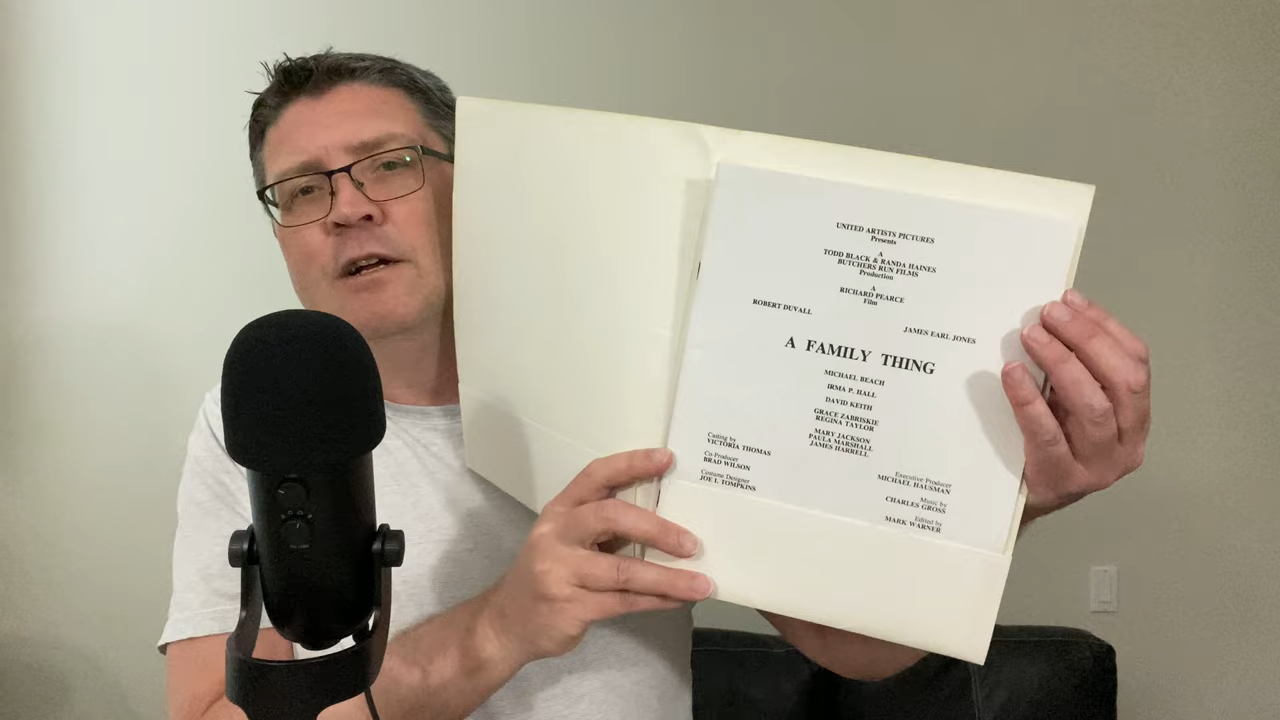 UNITED ARTISTS PICTURES
Presents
A
TODD BLACK & RANDA HAINES
BUTCHERS RUN FILMS
Production
A
RICHARD PEARCE
Film
ROBERT DUVALL
JAMES EARL JONES
A FAMILY THING
MICHAEL BEACH
IRMA P. HALL
DAVID KEITH
GRACE ZABRISKIE
REGINA TAYLOR
MARY JACKSON
PAULA MARSHALL
JAMES HARRELL
Casting by
VICTORIA THOMAS
Co-Producer
BRAD WILSON
Costume Designer
JOE I. TOMPKINS
Executive Producer
MICHAEL HAUSMAN
Music by
CHARLES GROSS
Edited by
MARK WARNER